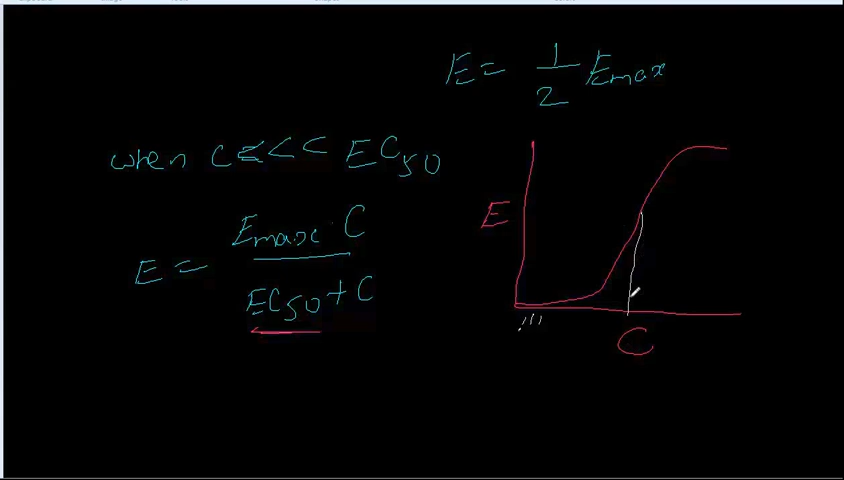 E = 1/2 Emax
when C <<< EC50
E = Emax · C / EC50 + C
E
C